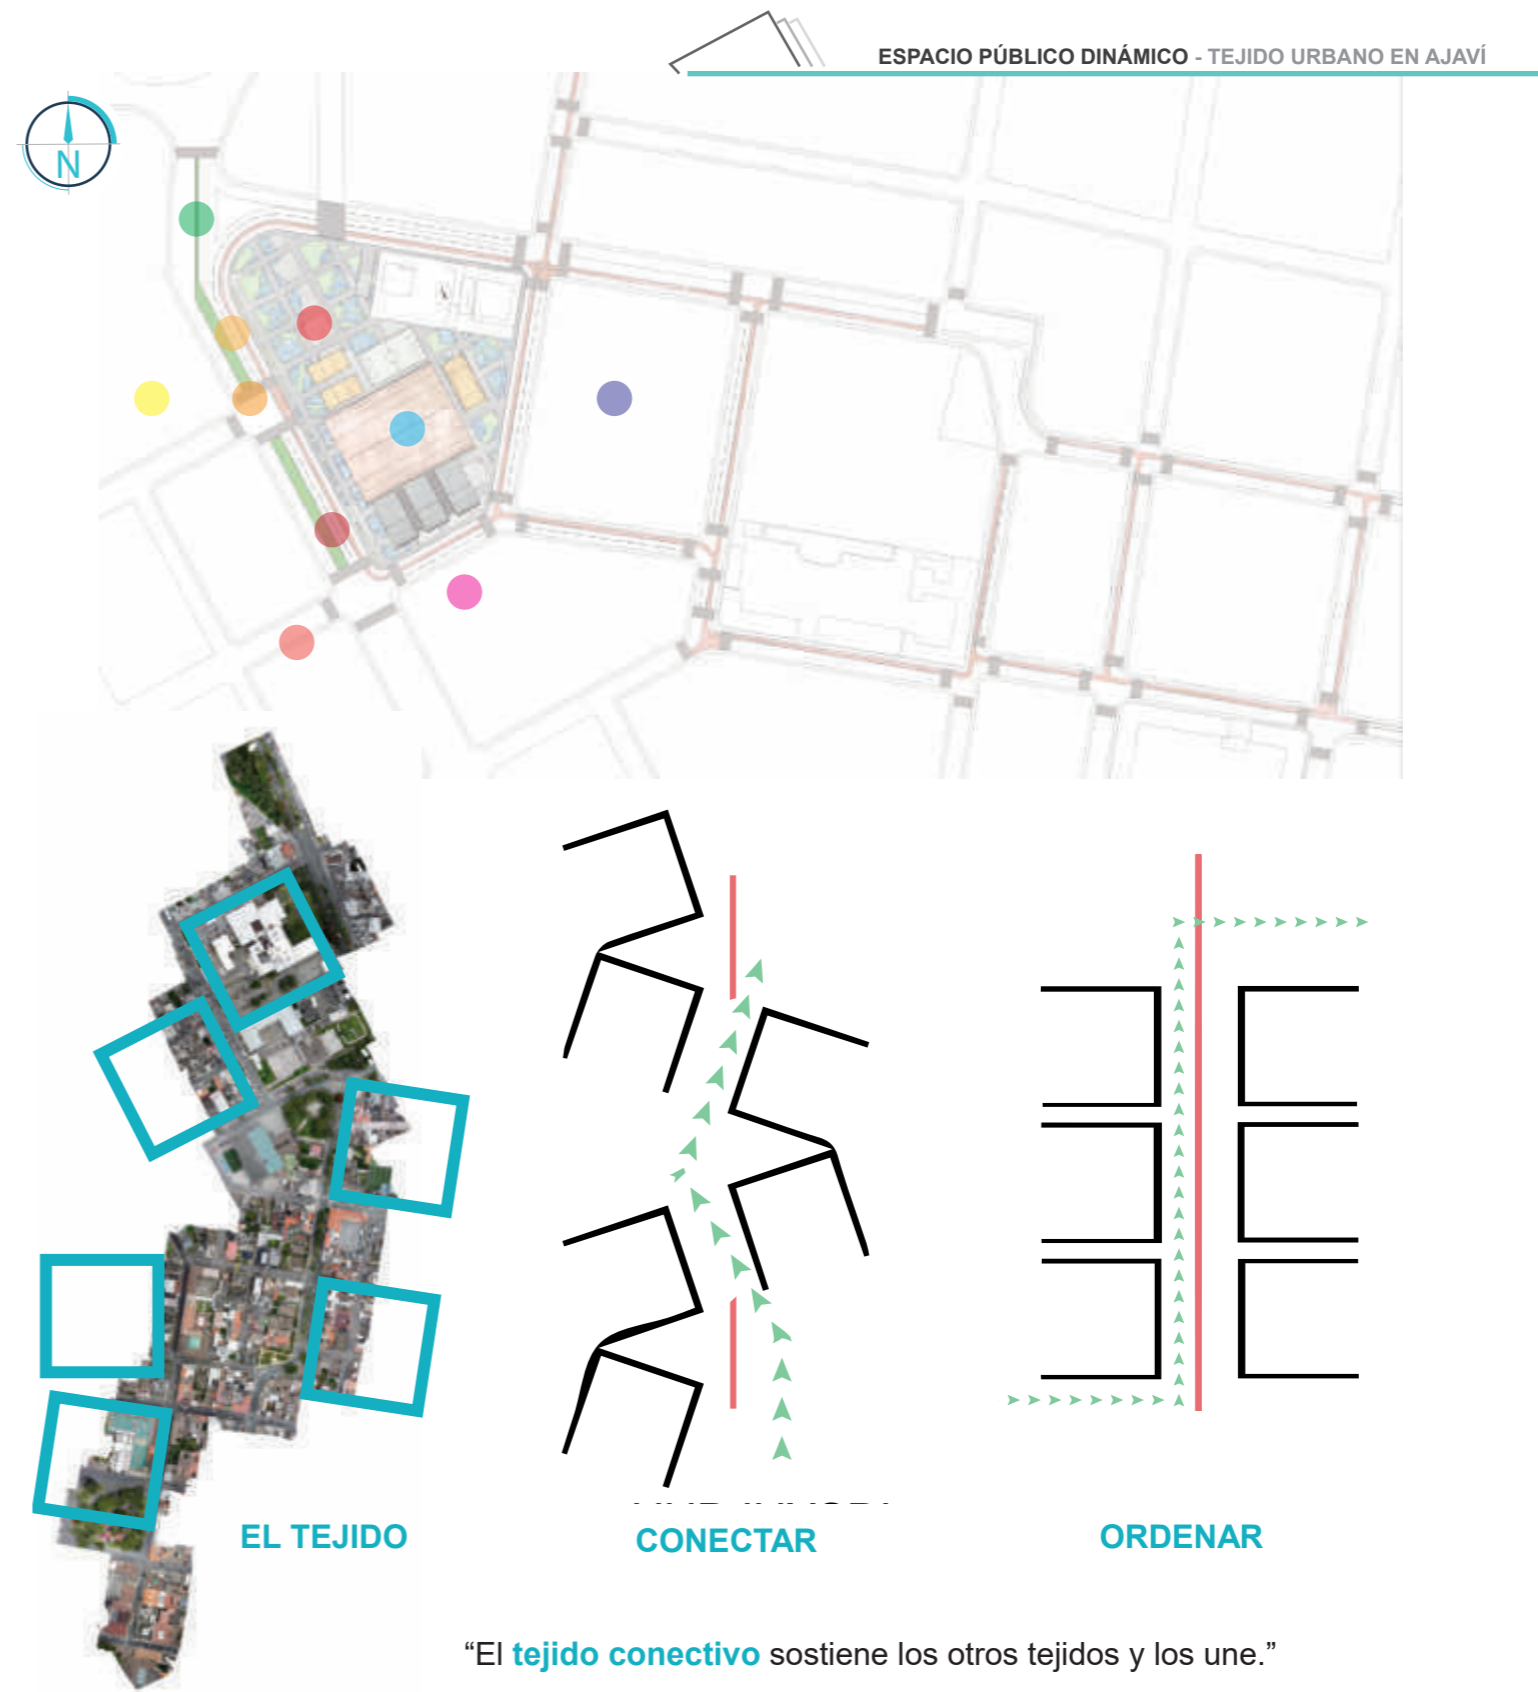 ESPACIO PÚBLICO DINÁMICO - TEJIDO URBANO EN AJAVÍ
N
EL TEJIDO
CONECTAR
ORDENAR
“El tejido conectivo sostiene los otros tejidos y los une.”